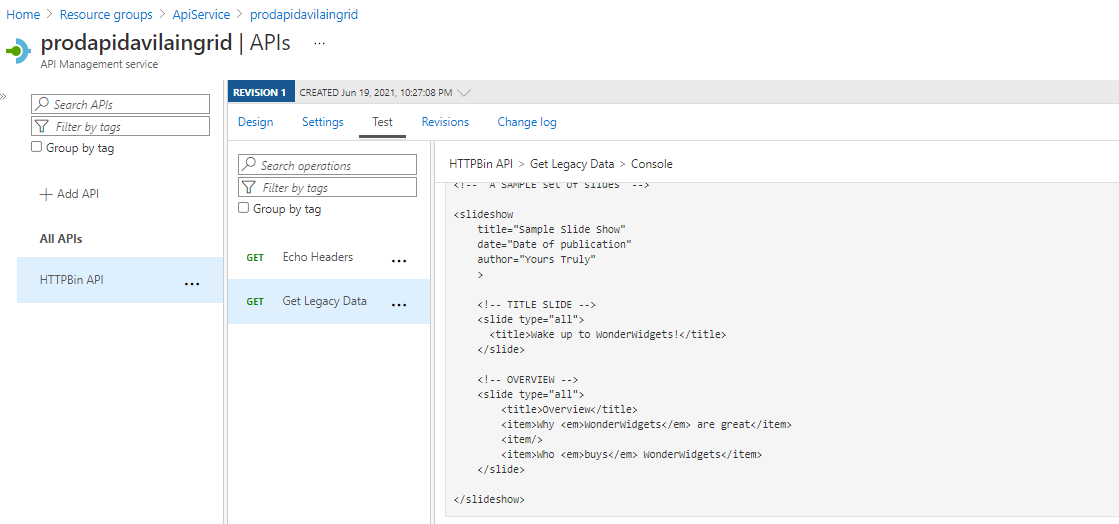 Home > Resource groups > ApiService > prodapidavilaingrid
prodapidavilaingrid | APIs ...
API Management service
»
Search APIs
Filter by tags
Group by tag
+ Add API
All APIs
HTTPBin API ...
REVISION 1 CREATED Jun 19, 2021, 10:27:08 PM
Design Settings Test Revisions Change log
Search operations
Filter by tags
Group by tag
GET Echo Headers ...
GET Get Legacy Data ...
HTTPBin API > Get Legacy Data > Console
<!--  A SAMPLE set of slides  -->
<slideshow
title="Sample Slide Show"
date="Date of publication"
author="Yours Truly"
>
<!-- TITLE SLIDE -->
<slide type="all">
<title>Wake up to WonderWidgets!</title>
</slide>
<!-- OVERVIEW -->
<slide type="all">
<title>Overview</title>
<item>Why <em>WonderWidgets</em> are great</item>
<item/>
<item>Who <em>buys</em> WonderWidgets</item>
</slide>
</slideshow>